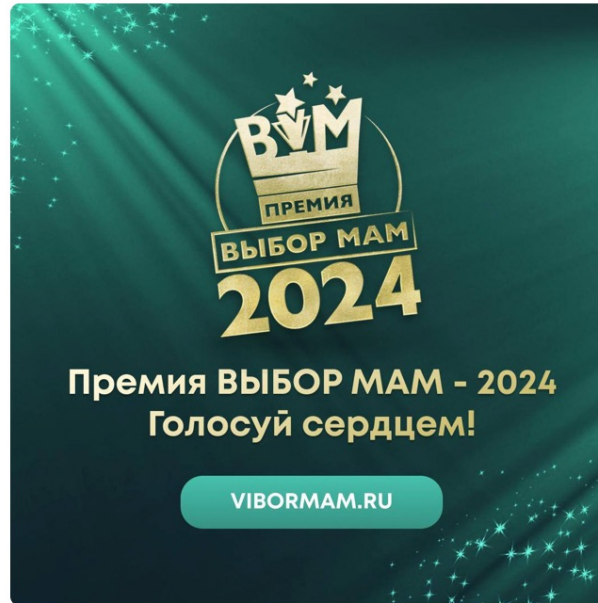 ВМ
ПРЕМИЯ
ВЫБОР МАМ
2024
Премия ВЫБОР МАМ - 2024
Голосуй сердцем!
VIBORMAM.RU